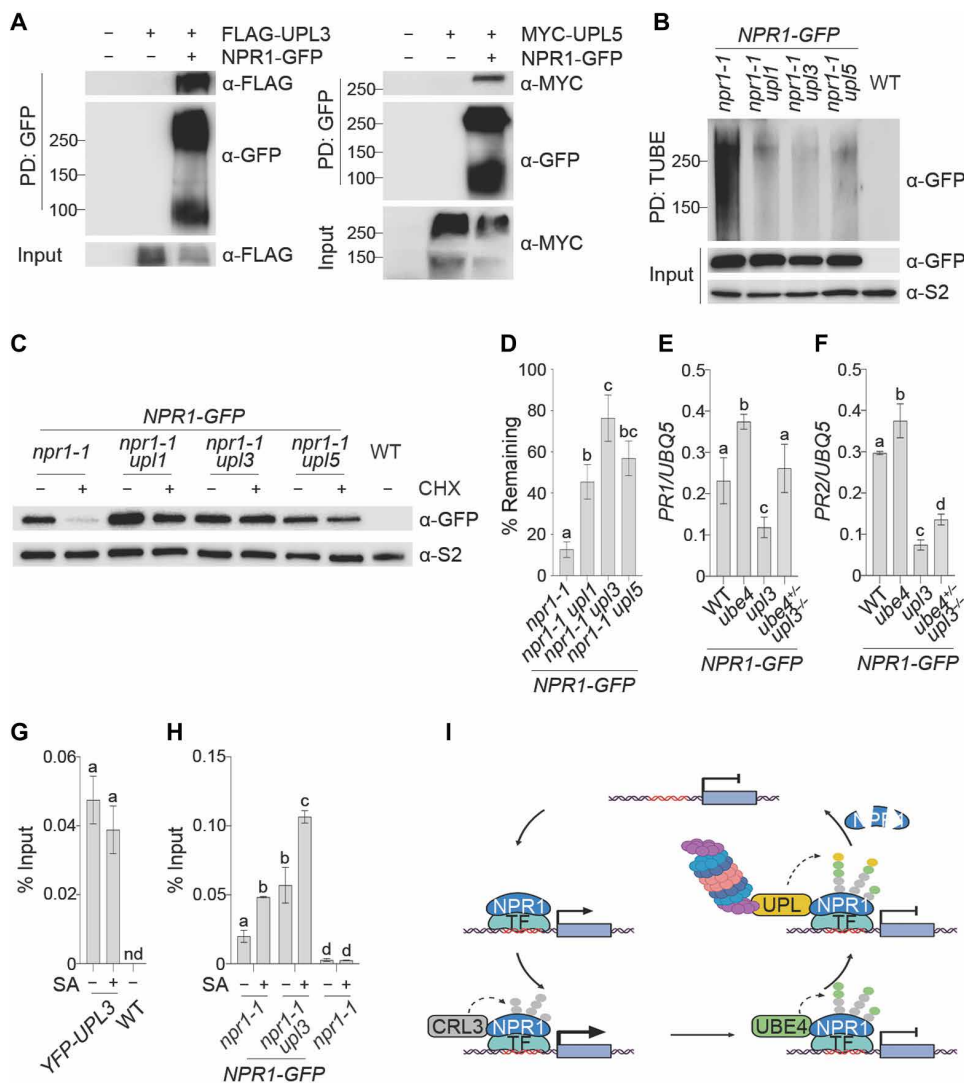 A
– + + FLAG-UPL3
– – + NPR1-GFP
PD: GFP
α-FLAG
250
150
100
α-GFP
Input
α-FLAG
– + + MYC-UPL5
– – + NPR1-GFP
PD: GFP
α-MYC
250
150
100
α-GFP
Input
250
150
α-MYC
B
NPR1-GFP
npr1-1
npr1-1 upl1
npr1-1 upl3
npr1-1 upl5
WT
PD: TUBE
250
150
α-GFP
Input
α-GFP
α-S2
C
NPR1-GFP
npr1-1
npr1-1 upl1
npr1-1 upl3
npr1-1 upl5
WT
– + – + – + – + – CHX
α-GFP
α-S2
D
% Remaining
100
80
60
40
20
0
a
b
c
bc
npr1-1
npr1-1 upl1
npr1-1 upl3
npr1-1 upl5
NPR1-GFP
E
PR1/UBQ5
0.5
0.4
0.3
0.2
0.1
0
a
b
c
a
WT
ube4
upl3
ube4+/-
upl3-/-
NPR1-GFP
F
PR2/UBQ5
0.5
0.4
0.3
0.2
0.1
0
a
b
c
d
WT
ube4
upl3
ube4+/-
upl3-/-
NPR1-GFP
G
% Input
0.06
0.04
0.02
0
a
a
nd
SA – + –
YFP-UPL3
WT
H
% Input
0.15
0.10
0.05
0
a
b
b
c
d
d
SA – + – + – +
npr1-1
npr1-1 upl3
npr1-1
NPR1-GFP
I
NPR1
UPL
NPR1
TF
NPR1
TF
CRL3
NPR1
TF
UBE4
NPR1
TF